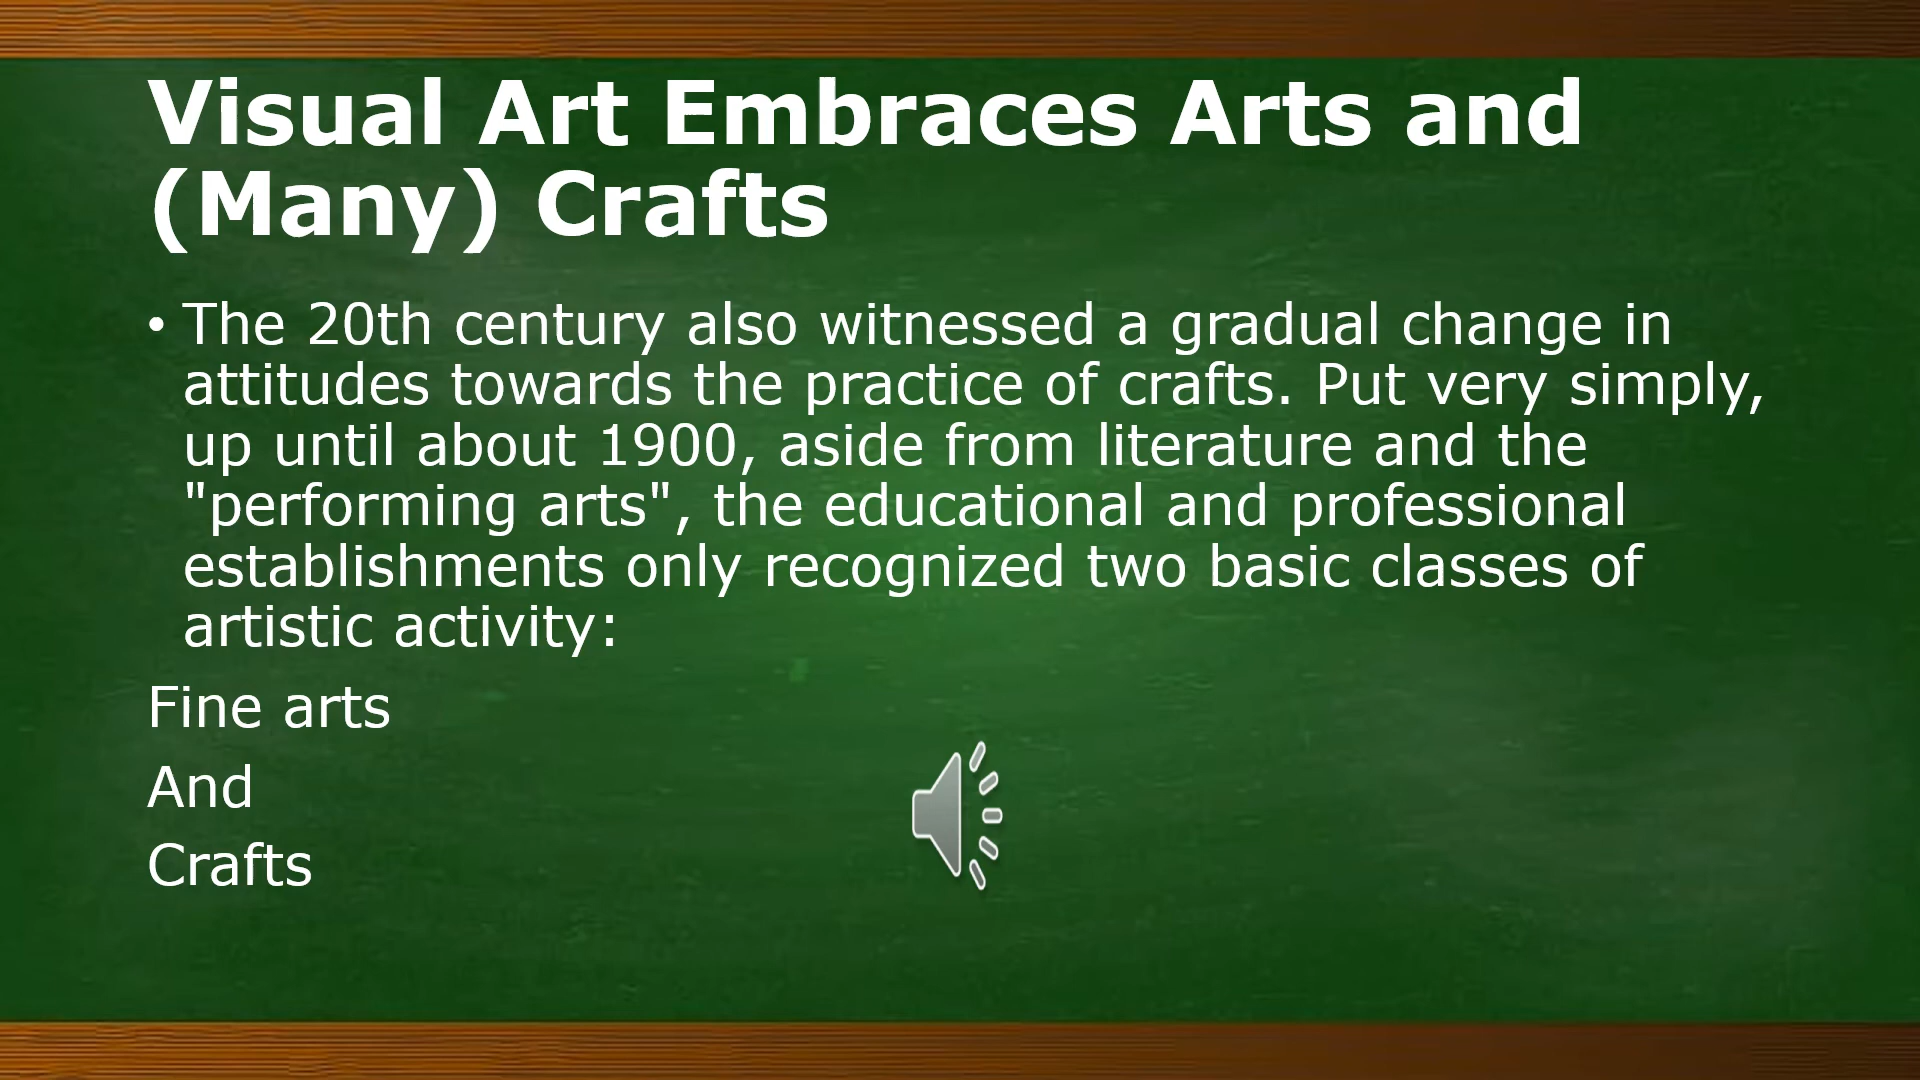 Visual Art Embraces Arts and
(Many) Crafts
• The 20th century also witnessed a gradual change in
attitudes towards the practice of crafts. Put very simply,
up until about 1900, aside from literature and the
"performing arts", the educational and professional
establishments only recognized two basic classes of
artistic activity:
Fine arts
And
Crafts